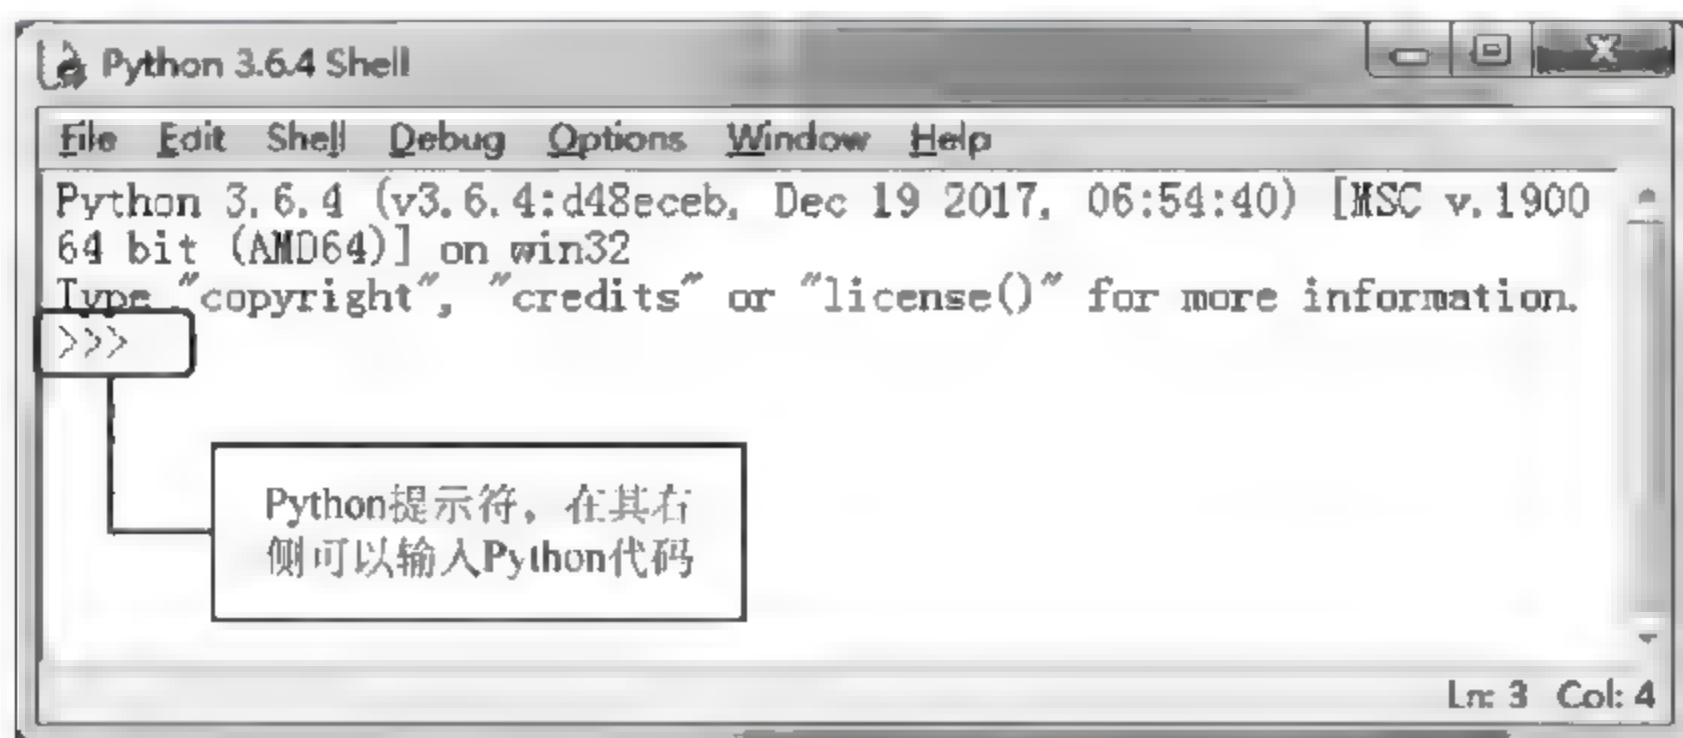 Python 3.6.4 Shell
File Edit Shell Debug Options Window Help
Python 3.6.4 (v3.6.4:d48eceb, Dec 19 2017, 06:54:40) [MSC v.1900
64 bit (AMD64)] on win32
Type "copyright", "credits" or "license()" for more information.
>>>
Python提示符，在其右
侧可以输入Python代码
Ln: 3 Col: 4